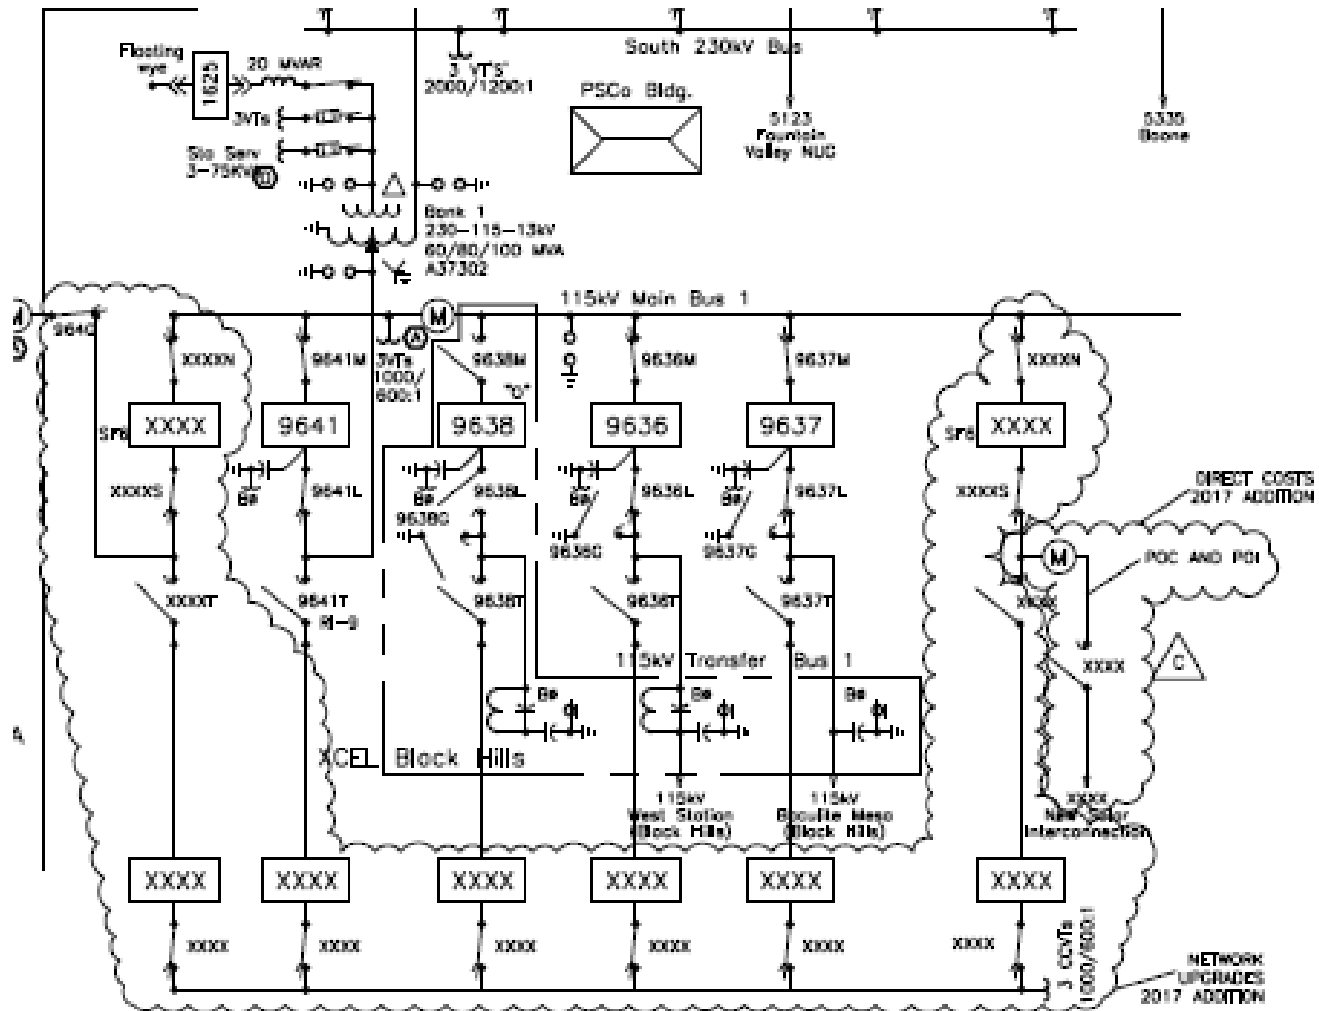 South 230kV Bus
Floating
wye
1625
20 MVAR
3 VTS
2000/1200:1
PSCo Bldg.
5123
Fountain
Valley NUG
5335
Boone
3VTs
Sta Serv
Bank 1
230-115-13kV
60/80/100 MVA
A37302
115kV Main Bus 1
M
M
XXXXN
9641M
3VTs
1000/
600:1
9638M
"O"
9636M
9637M
XXXXN
SF6
XXXX
9641
9638
9636
9637
SF6
XXXX
XXXXS
9641L
9638L
9636L
9637L
XXXXS
9638G
9636G
9637G
DIRECT COSTS
2017 ADDITION
M
POC AND POI
XXXXT
9641T
9638T
9636T
9637T
XXXX
115kV Transfer Bus 1
XXXX
C
A
XCEL Black Hills
115kV
West Station
(Black Hills)
115kV
Baculite Mesa
(Black Hills)
XXXX
New Solar
Interconnection
XXXX
XXXX
XXXX
XXXX
XXXX
XXXX
XXXX
XXXX
XXXX
XXXX
XXXX
XXXX
3 CCVTs
1000/600:1
NETWORK
UPGRADES
2017 ADDITION